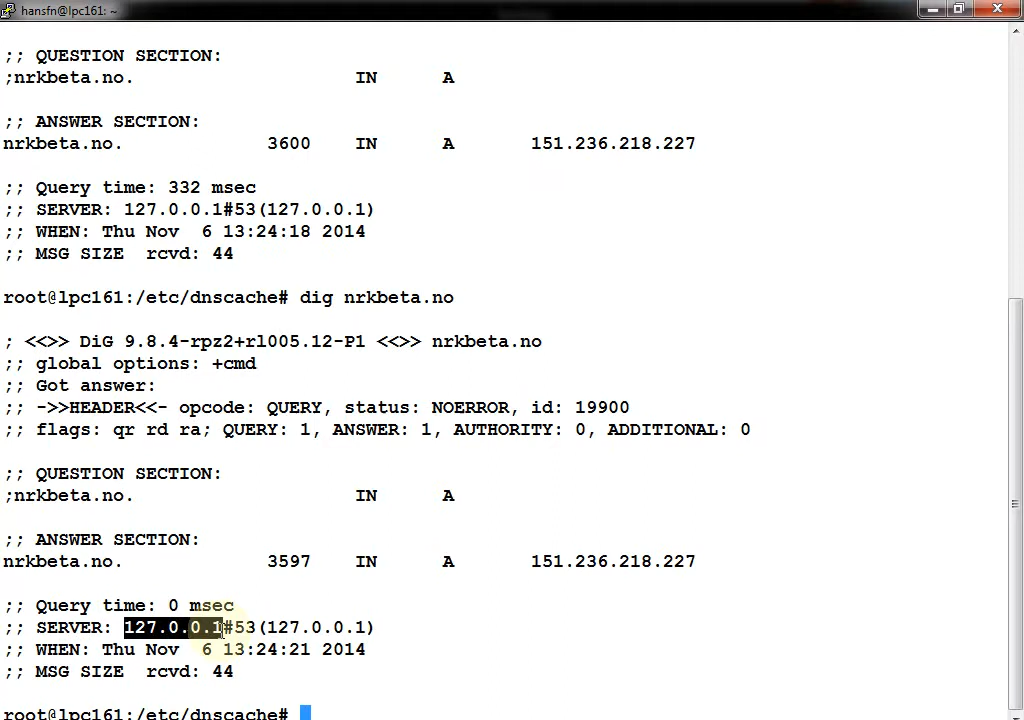 hansfn@lpc161: ~
;; QUESTION SECTION:
;nrkbeta.no. IN A
;; ANSWER SECTION:
nrkbeta.no. 3600 IN A 151.236.218.227
;; Query time: 332 msec
;; SERVER: 127.0.0.1#53(127.0.0.1)
;; WHEN: Thu Nov  6 13:24:18 2014
;; MSG SIZE  rcvd: 44
root@lpc161:/etc/dnscache# dig nrkbeta.no
; <<>> DiG 9.8.4-rpz2+rl005.12-P1 <<>> nrkbeta.no
;; global options: +cmd
;; Got answer:
;; ->>HEADER<<- opcode: QUERY, status: NOERROR, id: 19900
;; flags: qr rd ra; QUERY: 1, ANSWER: 1, AUTHORITY: 0, ADDITIONAL: 0
;; QUESTION SECTION:
;nrkbeta.no. IN A
;; ANSWER SECTION:
nrkbeta.no. 3597 IN A 151.236.218.227
;; Query time: 0 msec
;; SERVER: 127.0.0.1#53(127.0.0.1)
;; WHEN: Thu Nov  6 13:24:21 2014
;; MSG SIZE  rcvd: 44
root@lpc161:/etc/dnscache#